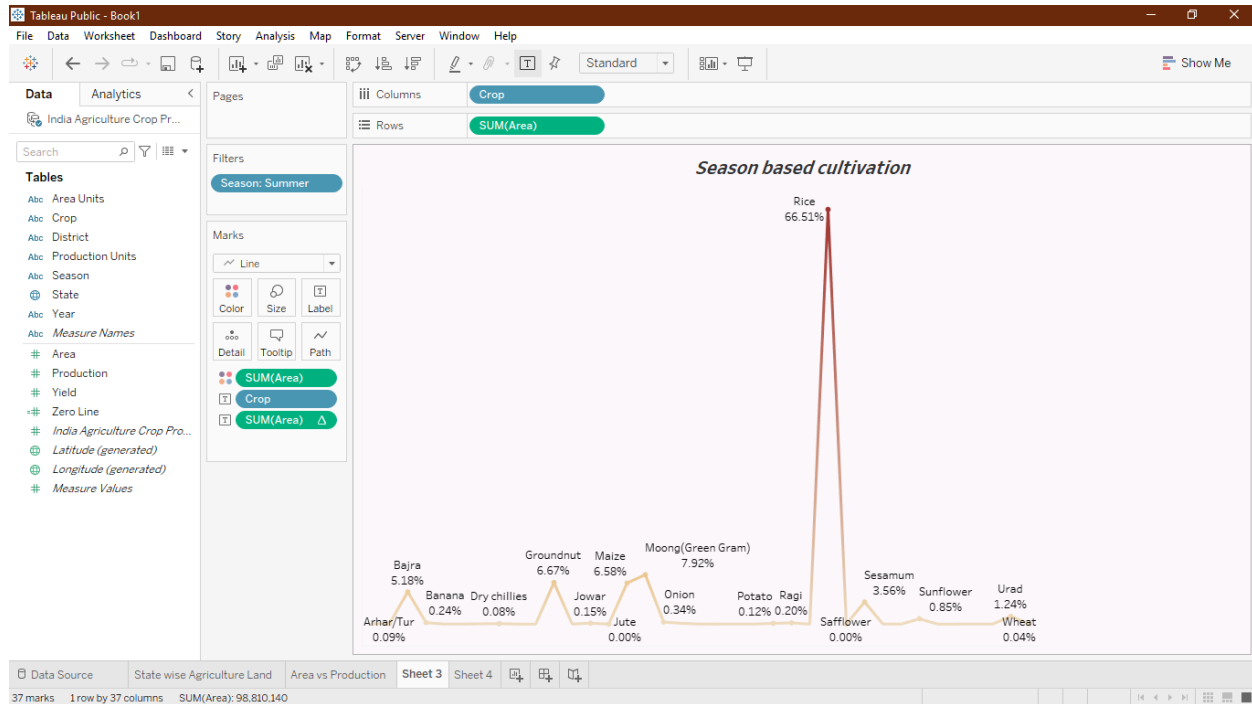 Tableau Public - Book1
File Data Worksheet Dashboard Story Analysis Map Format Server Window Help
Standard
Show Me
Data Analytics
India Agriculture Crop Pr...
Search
Tables
Abc Area Units
Abc Crop
Abc District
Abc Production Units
Abc Season
State
Abc Year
Abc Measure Names
# Area
# Production
# Yield
=# Zero Line
# India Agriculture Crop Pro...
Latitude (generated)
Longitude (generated)
# Measure Values
Pages
Filters
Season: Summer
Marks
Line
Color Size Label
Detail Tooltip Path
SUM(Area)
Crop
SUM(Area) Δ
Columns Crop
Rows SUM(Area)
Season based cultivation
Rice
66.51%
Bajra
5.18%
Arhar/Tur
0.09%
Banana
0.24%
Dry chillies
0.08%
Groundnut
6.67%
Jowar
0.15%
Maize
6.58%
Jute
0.00%
Moong(Green Gram)
7.92%
Onion
0.34%
Potato
0.12%
Ragi
0.20%
Safflower
0.00%
Sesamum
3.56%
Sunflower
0.85%
Urad
1.24%
Wheat
0.04%
Data Source State wise Agriculture Land Area vs Production Sheet 3 Sheet 4
37 marks 1 row by 37 columns SUM(Area): 98,810,140